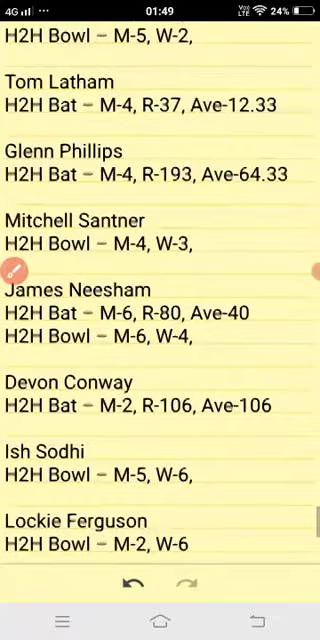 4G
01:49
Vo)
LTE
24%
H2H Bowl – M-5, W-2,
Tom Latham
H2H Bat – M-4, R-37, Ave-12.33
Glenn Phillips
H2H Bat – M-4, R-193, Ave-64.33
Mitchell Santner
H2H Bowl – M-4, W-3,
James Neesham
H2H Bat – M-6, R-80, Ave-40
H2H Bowl – M-6, W-4,
Devon Conway
H2H Bat – M-2, R-106, Ave-106
Ish Sodhi
H2H Bowl – M-5, W-6,
Lockie Ferguson
H2H Bowl – M-2, W-6